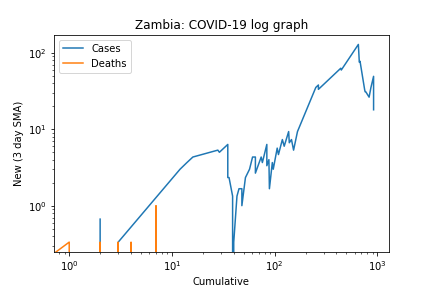 Zambia: COVID-19 log graph
Cases
Deaths
New (3 day SMA)
10²
10¹
10⁰
10⁰ 10¹ 10² 10³
Cumulative